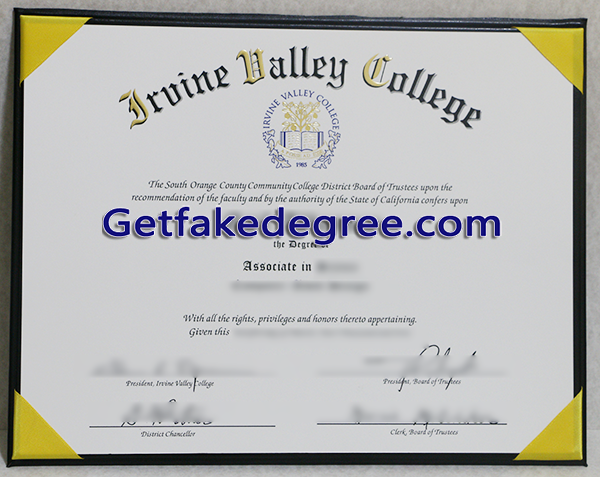 Irvine Valley College
IRVINE VALLEY COLLEGE
1985
The South Orange County Community College District Board of Trustees upon the
recommendation of the faculty and by the authority of the State of California confers upon
Getfakedegree.com
the Degree of
Associate in
With all the rights, privileges and honors thereto appertaining.
Given this
President, Irvine Valley College
President, Board of Trustees
District Chancellor
Clerk, Board of Trustees